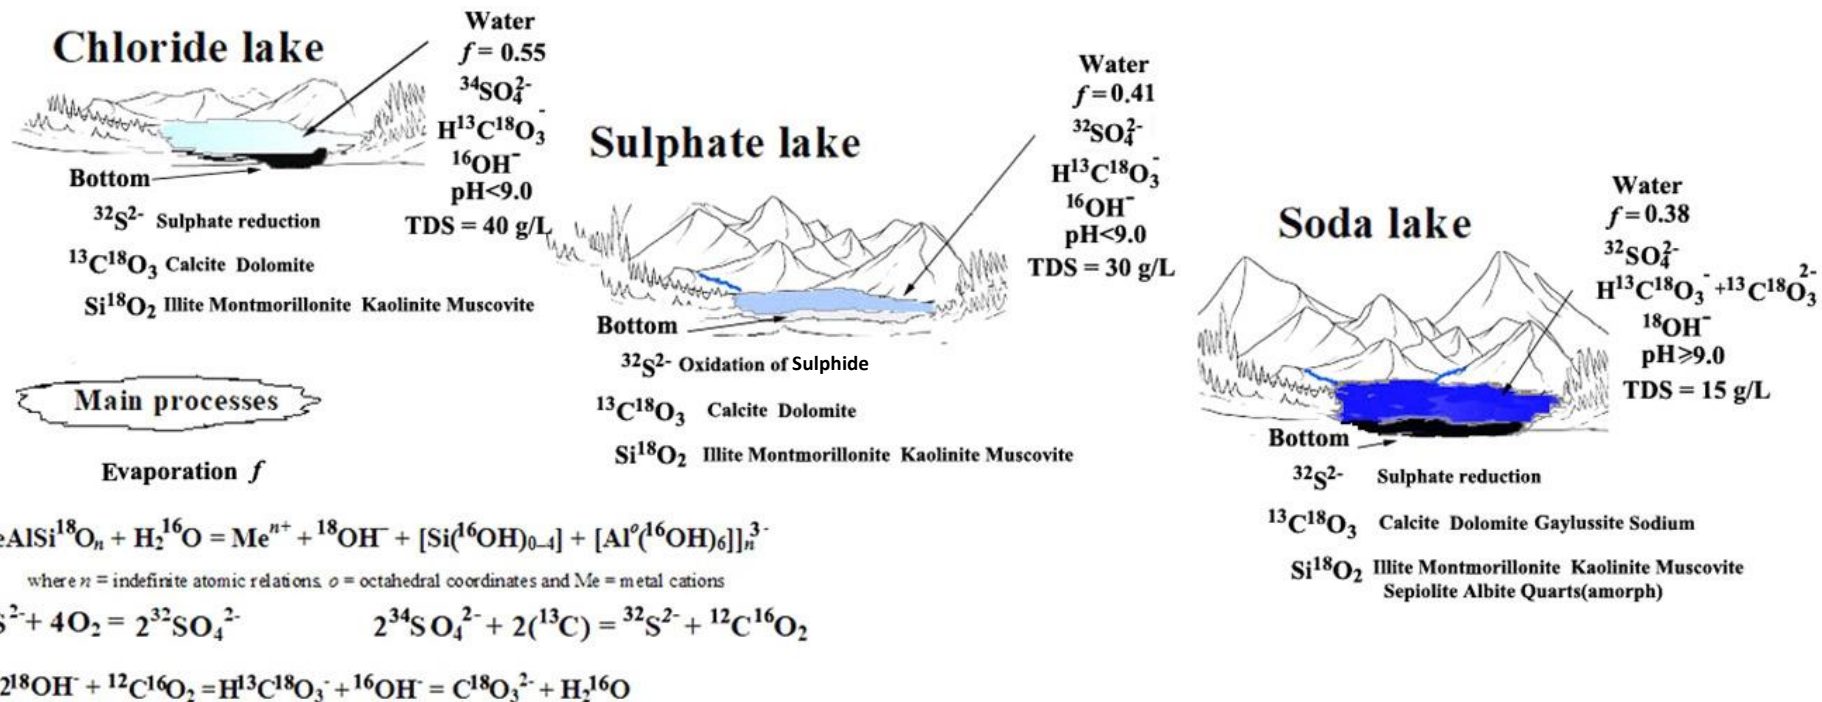 Chloride lake
Water
f = 0.55
³⁴SO₄²⁻
H¹³C¹⁸O₃⁻
¹⁶OH⁻
pH<9.0
TDS = 40 g/L
Bottom
³²S²⁻ Sulphate reduction
¹³C¹⁸O₃ Calcite Dolomite
Si¹⁸O₂ Illite Montmorillonite Kaolinite Muscovite
Sulphate lake
Water
f=0.41
³²SO₄²⁻
H¹³C¹⁸O₃⁻
¹⁶OH⁻
pH<9.0
TDS = 30 g/L
Bottom
³²S²⁻ Oxidation of Sulphide
¹³C¹⁸O₃ Calcite Dolomite
Si¹⁸O₂ Illite Montmorillonite Kaolinite Muscovite
Soda lake
Water
f=0.38
³²SO₄²⁻
H¹³C¹⁸O₃⁻+¹³C¹⁸O₃²⁻
¹⁸OH⁻
pH⩾9.0
TDS = 15 g/L
Bottom
³²S²⁻ Sulphate reduction
¹³C¹⁸O₃ Calcite Dolomite Gaylussite Sodium
Si¹⁸O₂ Illite Montmorillonite Kaolinite Muscovite
Sepiolite Albite Quarts(amorph)
Main processes
Evaporation f
eAlSi¹⁸Oₙ + H₂¹⁶O = Meⁿ⁺ + ¹⁸OH⁻ + [Si(¹⁶OH)₀₋₄] + [Alᵒ(¹⁶OH)₆]]ₙ³⁻
where n = indefinite atomic relations, o = octahedral coordinates and Me = metal cations
S²⁻+ 4O₂ = 2³²SO₄²⁻
2³⁴SO₄²⁻ + 2(¹³C) = ³²S²⁻ + ¹²C¹⁶O₂
2¹⁸OH⁻ + ¹²C¹⁶O₂ =H¹³C¹⁸O₃⁻ +¹⁶OH⁻ = C¹⁸O₃²⁻ + H₂¹⁶O